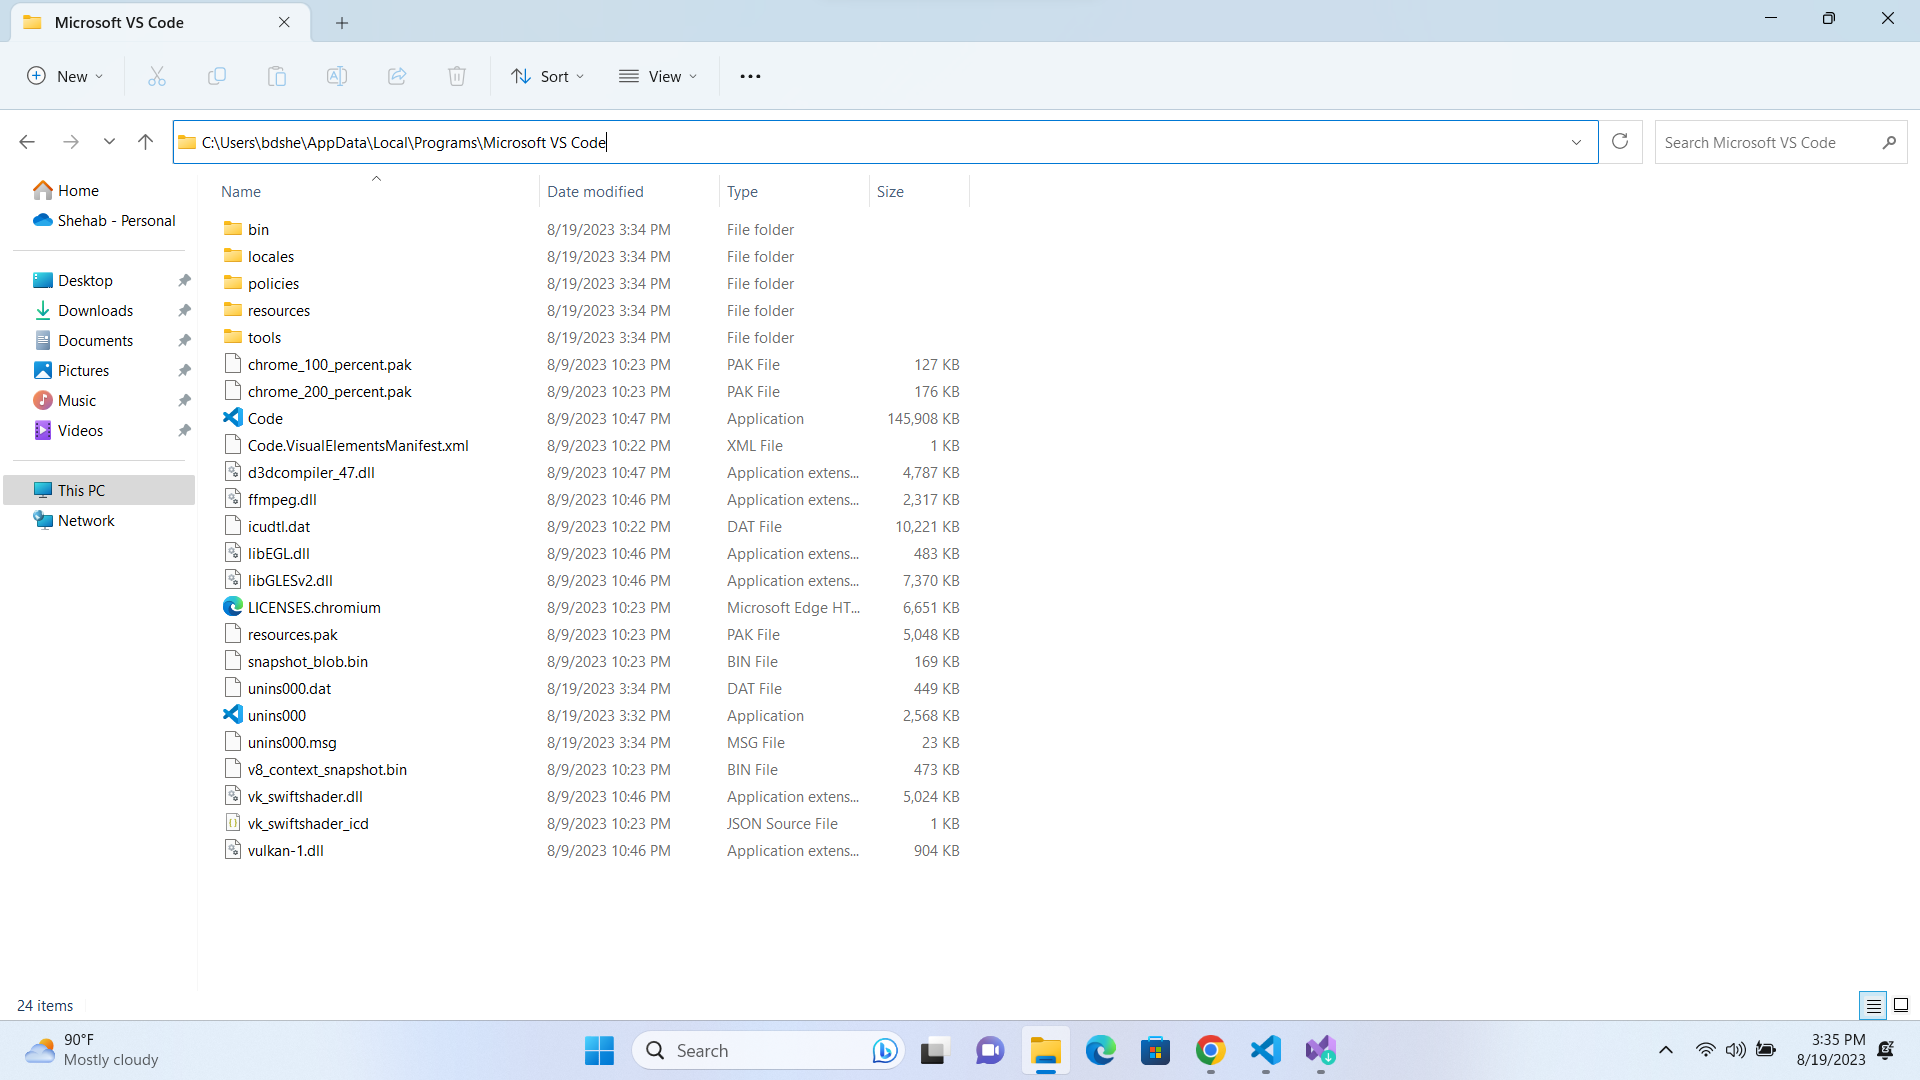 Microsoft VS Code
New
Sort
View
C:\Users\bdshe\AppData\Local\Programs\Microsoft VS Code
Search Microsoft VS Code
Home
Shehab - Personal
Desktop
Downloads
Documents
Pictures
Music
Videos
This PC
Network
Name Date modified Type Size
bin 8/19/2023 3:34 PM File folder
locales 8/19/2023 3:34 PM File folder
policies 8/19/2023 3:34 PM File folder
resources 8/19/2023 3:34 PM File folder
tools 8/19/2023 3:34 PM File folder
chrome_100_percent.pak 8/9/2023 10:23 PM PAK File 127 KB
chrome_200_percent.pak 8/9/2023 10:23 PM PAK File 176 KB
Code 8/9/2023 10:47 PM Application 145,908 KB
Code.VisualElementsManifest.xml 8/9/2023 10:22 PM XML File 1 KB
d3dcompiler_47.dll 8/9/2023 10:47 PM Application extens... 4,787 KB
ffmpeg.dll 8/9/2023 10:46 PM Application extens... 2,317 KB
icudtl.dat 8/9/2023 10:22 PM DAT File 10,221 KB
libEGL.dll 8/9/2023 10:46 PM Application extens... 483 KB
libGLESv2.dll 8/9/2023 10:46 PM Application extens... 7,370 KB
LICENSES.chromium 8/9/2023 10:23 PM Microsoft Edge HT... 6,651 KB
resources.pak 8/9/2023 10:23 PM PAK File 5,048 KB
snapshot_blob.bin 8/9/2023 10:23 PM BIN File 169 KB
unins000.dat 8/19/2023 3:34 PM DAT File 449 KB
unins000 8/19/2023 3:32 PM Application 2,568 KB
unins000.msg 8/19/2023 3:34 PM MSG File 23 KB
v8_context_snapshot.bin 8/9/2023 10:23 PM BIN File 473 KB
vk_swiftshader.dll 8/9/2023 10:46 PM Application extens... 5,024 KB
vk_swiftshader_icd 8/9/2023 10:23 PM JSON Source File 1 KB
vulkan-1.dll 8/9/2023 10:46 PM Application extens... 904 KB
24 items
90°F
Mostly cloudy
Search
3:35 PM
8/19/2023